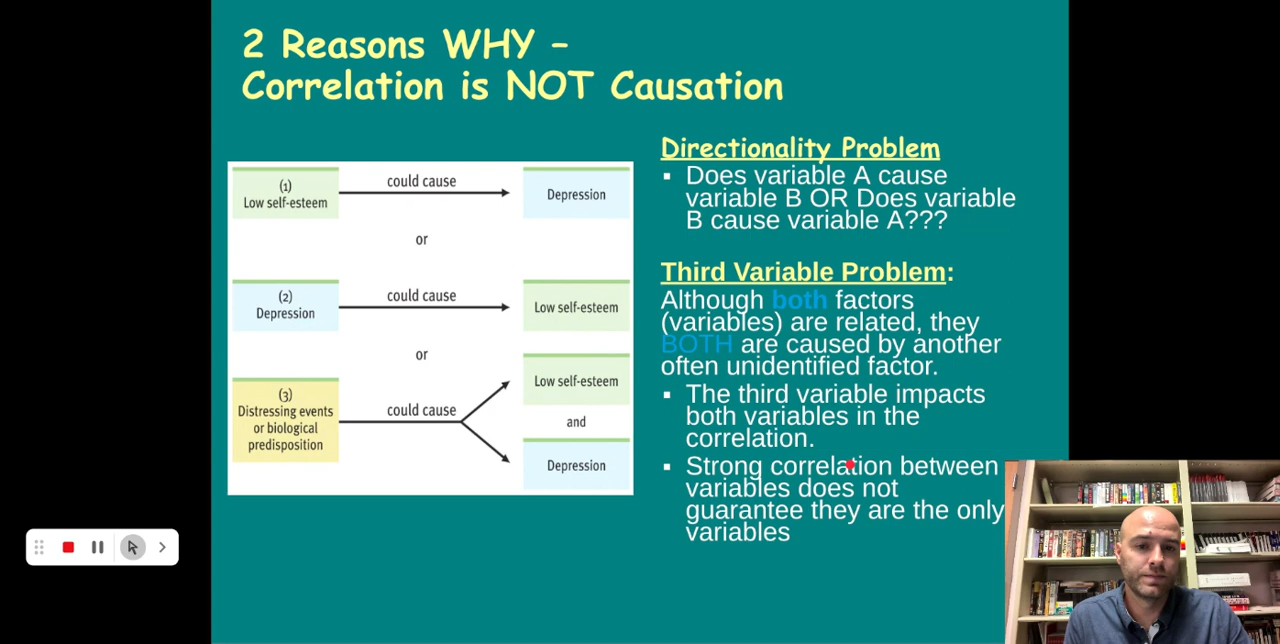 2 Reasons WHY –
Correlation is NOT Causation
(1)
Low self-esteem
could cause
Depression
or
(2)
Depression
could cause
Low self-esteem
or
(3)
Distressing events
or biological
predisposition
could cause
Low self-esteem
and
Depression
Directionality Problem
▪ Does variable A cause
variable B OR Does variable
B cause variable A???
Third Variable Problem:
Although both factors
(variables) are related, they
BOTH are caused by another
often unidentified factor.
▪ The third variable impacts
both variables in the
correlation.
▪ Strong correlation between
variables does not
guarantee they are the only
variables